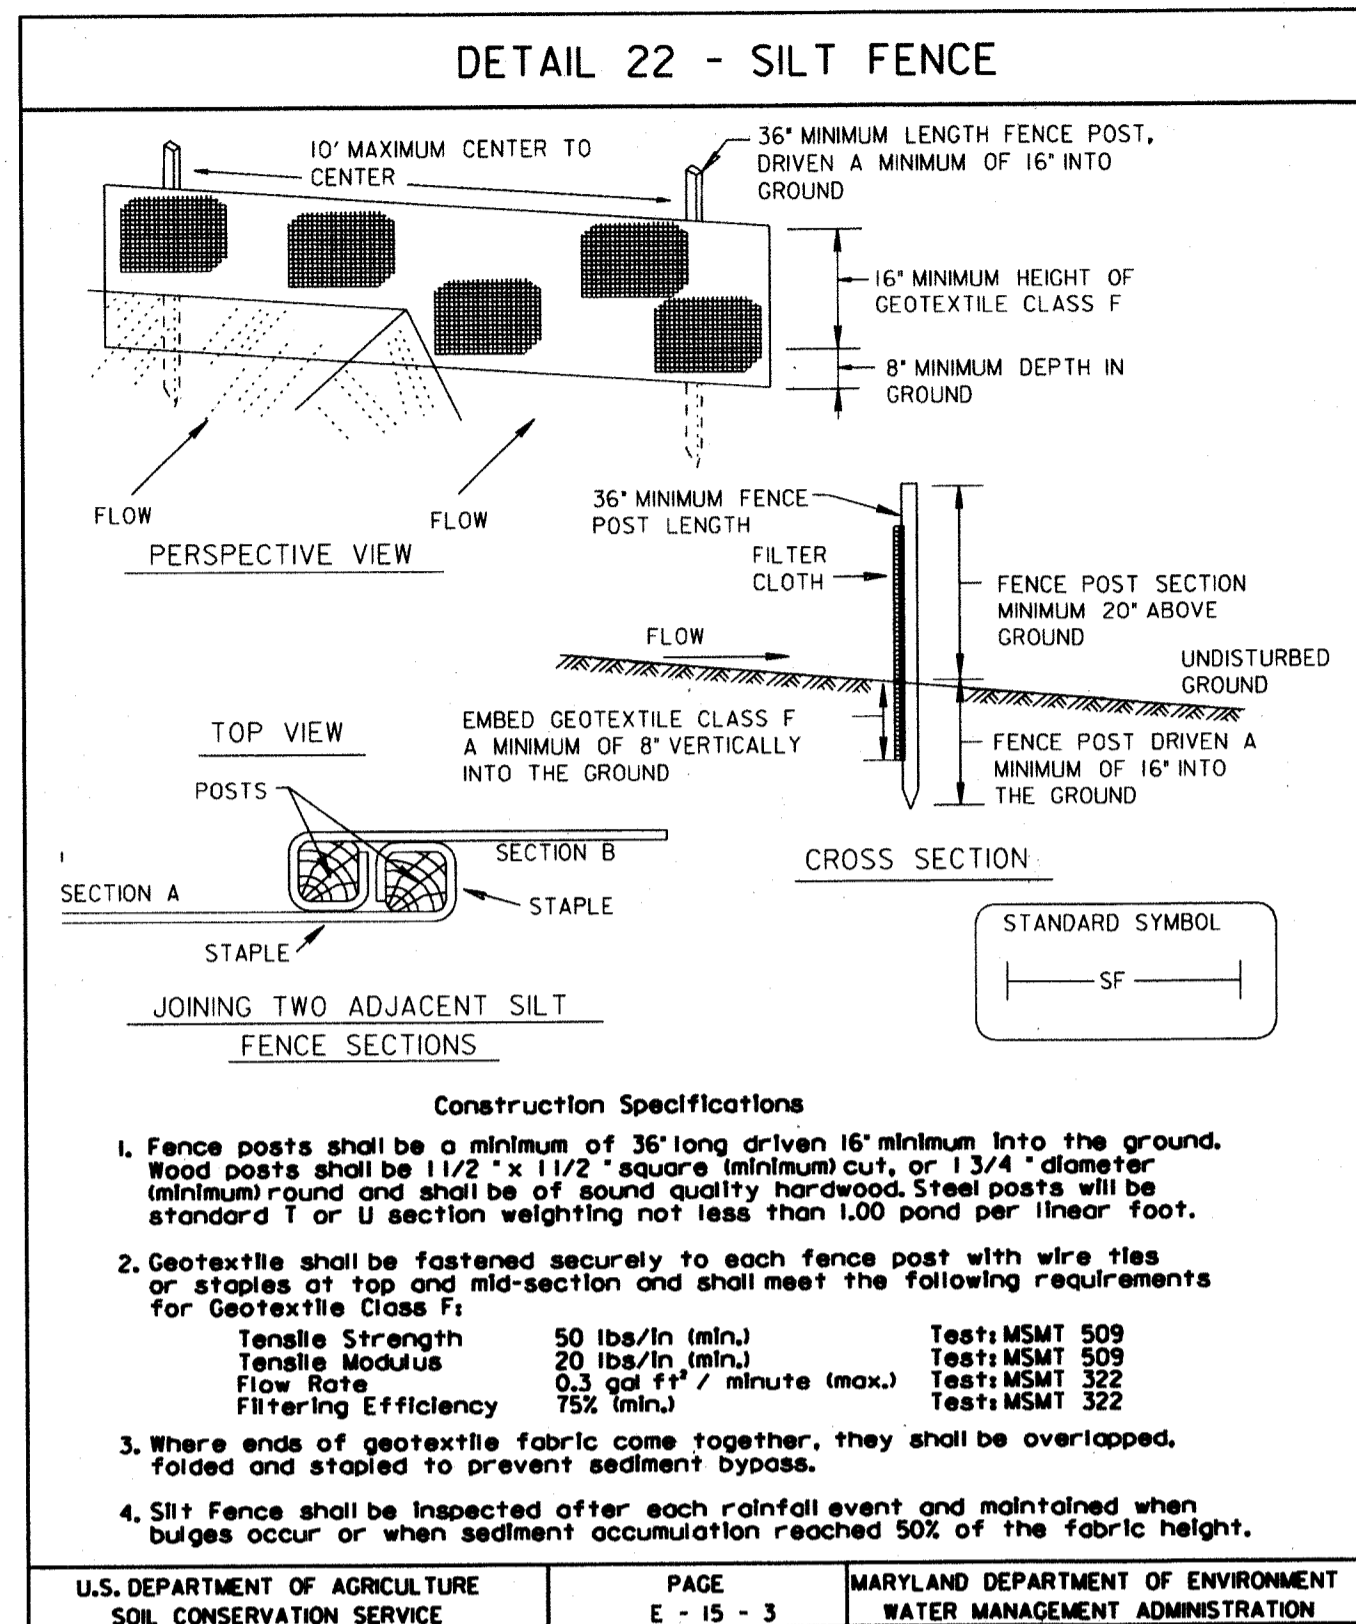 DETAIL 22 - SILT FENCE
10' MAXIMUM CENTER TO
CENTER
36" MINIMUM LENGTH FENCE POST,
DRIVEN A MINIMUM OF 16" INTO
GROUND
16" MINIMUM HEIGHT OF
GEOTEXTILE CLASS F
8" MINIMUM DEPTH IN
GROUND
FLOW
FLOW
PERSPECTIVE VIEW
36" MINIMUM FENCE
POST LENGTH
FILTER
CLOTH
FENCE POST SECTION
MINIMUM 20" ABOVE
GROUND
FLOW
UNDISTURBED
GROUND
EMBED GEOTEXTILE CLASS F
A MINIMUM OF 8" VERTICALLY
INTO THE GROUND
FENCE POST DRIVEN A
MINIMUM OF 16" INTO
THE GROUND
CROSS SECTION
TOP VIEW
POSTS
SECTION B
SECTION A
STAPLE
STAPLE
JOINING TWO ADJACENT SILT
FENCE SECTIONS
STANDARD SYMBOL
SF
Construction Specifications
1. Fence posts shall be a minimum of 36" long driven 16" minimum into the ground.
Wood posts shall be 1 1/2 " x 1 1/2 " square (minimum) cut, or 1 3/4 " diameter
(minimum) round and shall be of sound quality hardwood. Steel posts will be
standard T or U section weighting not less than 1.00 pond per linear foot.
2. Geotextile shall be fastened securely to each fence post with wire ties
or staples at top and mid-section and shall meet the following requirements
for Geotextile Class F:
Tensile Strength 50 lbs/in (min.) Test: MSMT 509
Tensile Modulus 20 lbs/in (min.) Test: MSMT 509
Flow Rate 0.3 gal ft² / minute (max.) Test: MSMT 322
Filtering Efficiency 75% (min.) Test: MSMT 322
3. Where ends of geotextile fabric come together, they shall be overlapped,
folded and stapled to prevent sediment bypass.
4. Silt Fence shall be inspected after each rainfall event and maintained when
bulges occur or when sediment accumulation reached 50% of the fabric height.
U.S. DEPARTMENT OF AGRICULTURE
SOIL CONSERVATION SERVICE
PAGE
E - 15 - 3
MARYLAND DEPARTMENT OF ENVIRONMENT
WATER MANAGEMENT ADMINISTRATION